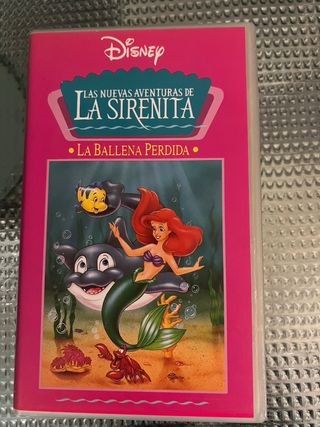 Disney
LAS NUEVAS AVENTURAS DE
LA SIRENITA
• LA BALLENA PERDIDA •